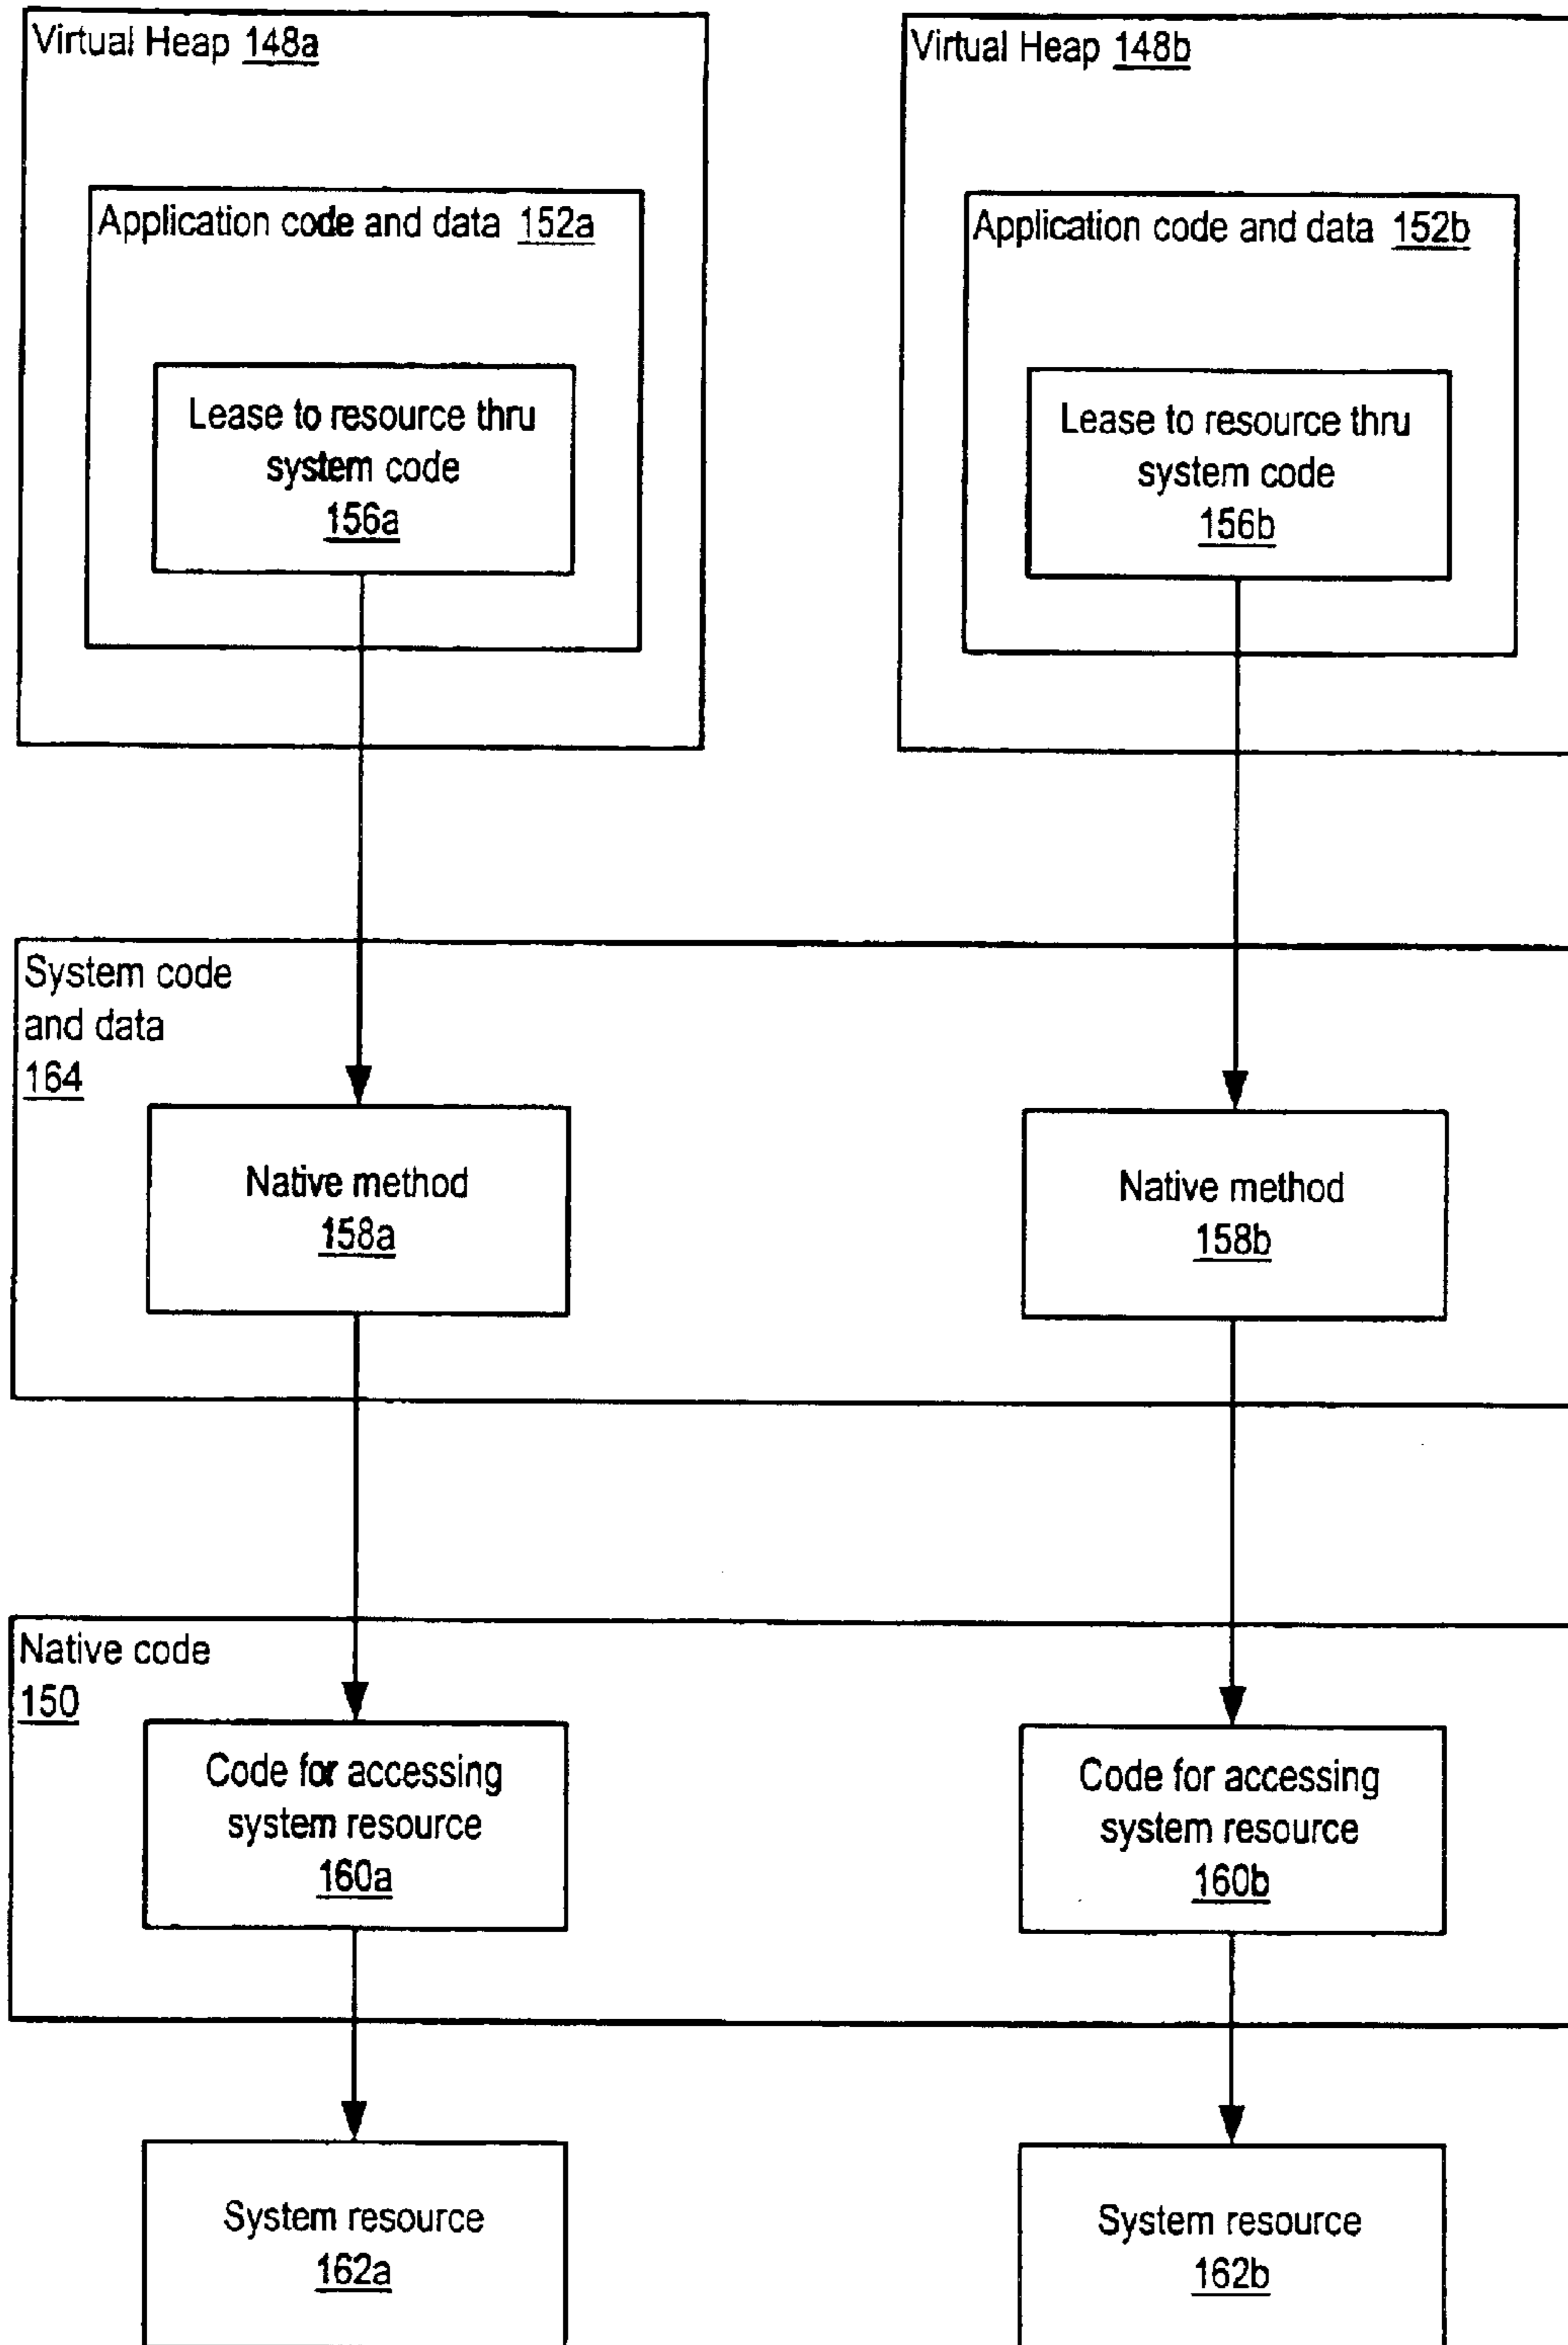 Virtual Heap 148a
Application code and data 152a
Lease to resource thru
system code
156a
Virtual Heap 148b
Application code and data 152b
Lease to resource thru
system code
156b
System code
and data
164
Native method
158a
Native method
158b
Native code
150
Code for accessing
system resource
160a
Code for accessing
system resource
160b
System resource
162a
System resource
162b